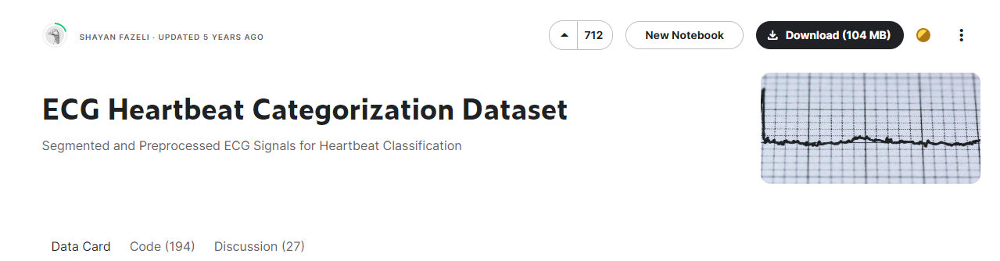 SHAYAN FAZELI · UPDATED 5 YEARS AGO
712
New Notebook
Download (104 MB)
ECG Heartbeat Categorization Dataset
Segmented and Preprocessed ECG Signals for Heartbeat Classification
Data Card
Code (194)
Discussion (27)